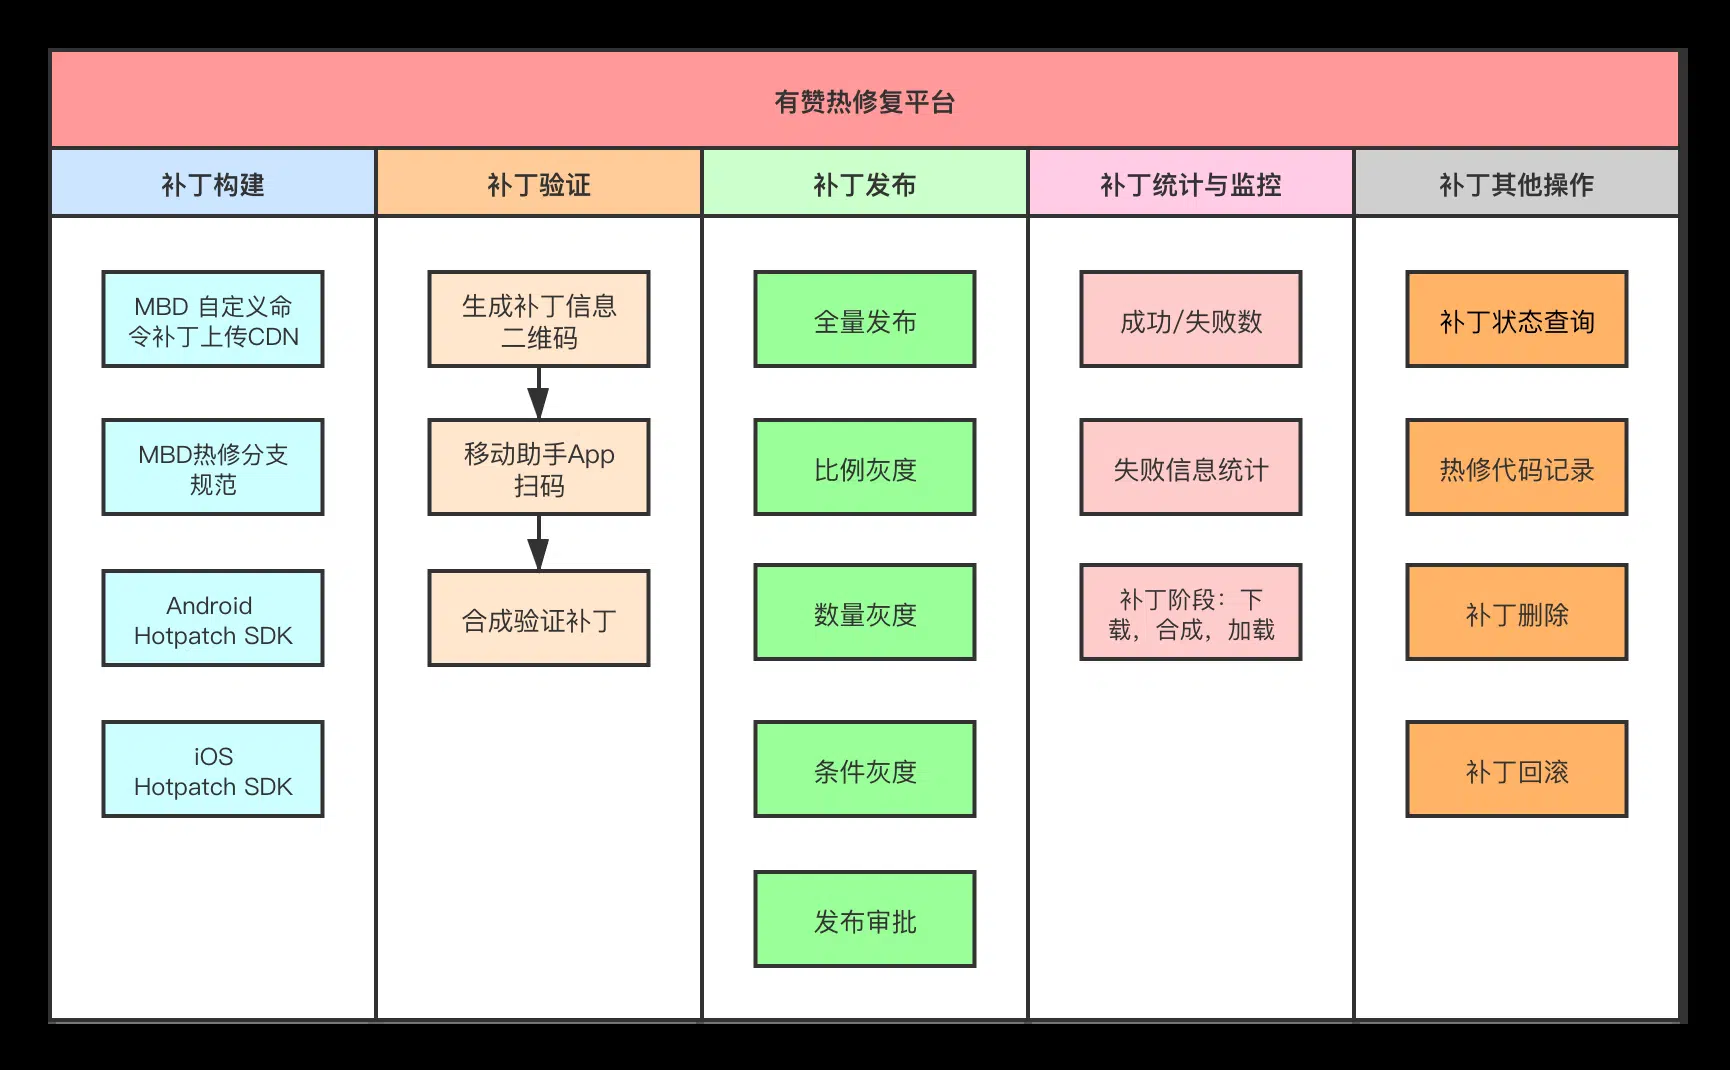 有赞热修复平台
补丁构建
补丁验证
补丁发布
补丁统计与监控
补丁其他操作
MBD 自定义命
令补丁上传CDN
MBD热修分支
规范
Android
Hotpatch SDK
iOS
Hotpatch SDK
生成补丁信息
二维码
移动助手App
扫码
合成验证补丁
全量发布
比例灰度
数量灰度
条件灰度
发布审批
成功/失败数
失败信息统计
补丁阶段：下
载，合成，加载
补丁状态查询
热修代码记录
补丁删除
补丁回滚